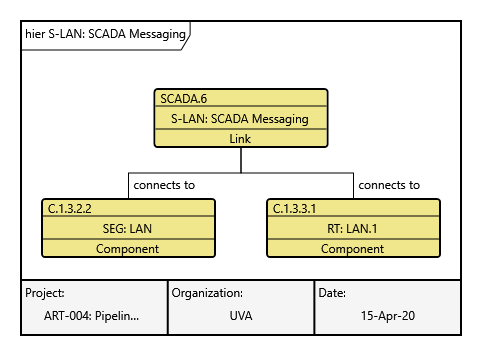 hier S-LAN: SCADA Messaging
SCADA.6
S-LAN: SCADA Messaging
Link
connects to
connects to
C.1.3.2.2
SEG: LAN
Component
C.1.3.3.1
RT: LAN.1
Component
Project:
ART-004: Pipelin...
Organization:
UVA
Date:
15-Apr-20